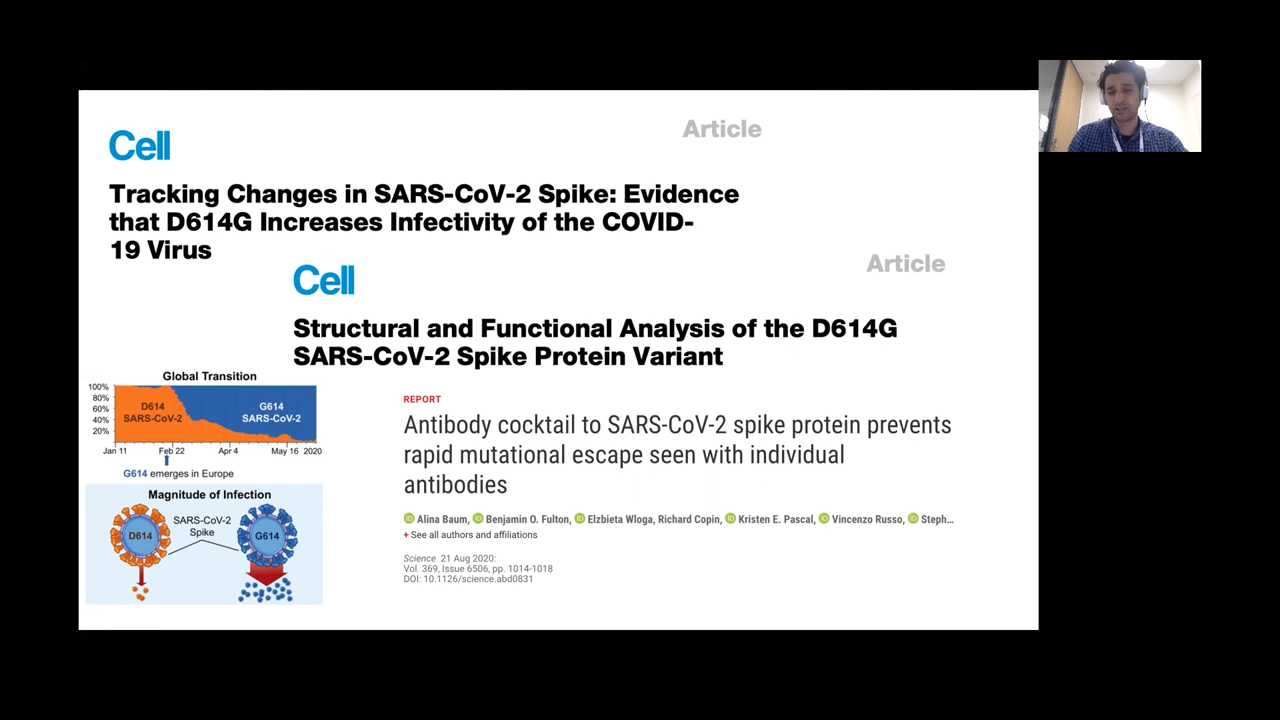 Cell
Article
Tracking Changes in SARS-CoV-2 Spike: Evidence
that D614G Increases Infectivity of the COVID-
19 Virus
Cell
Article
Structural and Functional Analysis of the D614G
SARS-CoV-2 Spike Protein Variant
Global Transition
100%
80%
60%
40%
20%
D614
SARS-CoV-2
G614
SARS-CoV-2
Jan 11
Feb 22
Apr 4
May 16
2020
G614 emerges in Europe
Magnitude of Infection
SARS-CoV-2
Spike
D614
G614
REPORT
Antibody cocktail to SARS-CoV-2 spike protein prevents
rapid mutational escape seen with individual
antibodies
iD Alina Baum, iD Benjamin O. Fulton, iD Elzbieta Wloga, Richard Copin, iD Kristen E. Pascal, iD Vincenzo Russo, iD Steph...
+ See all authors and affiliations
Science 21 Aug 2020:
Vol. 369, Issue 6506, pp. 1014-1018
DOI: 10.1126/science.abd0831